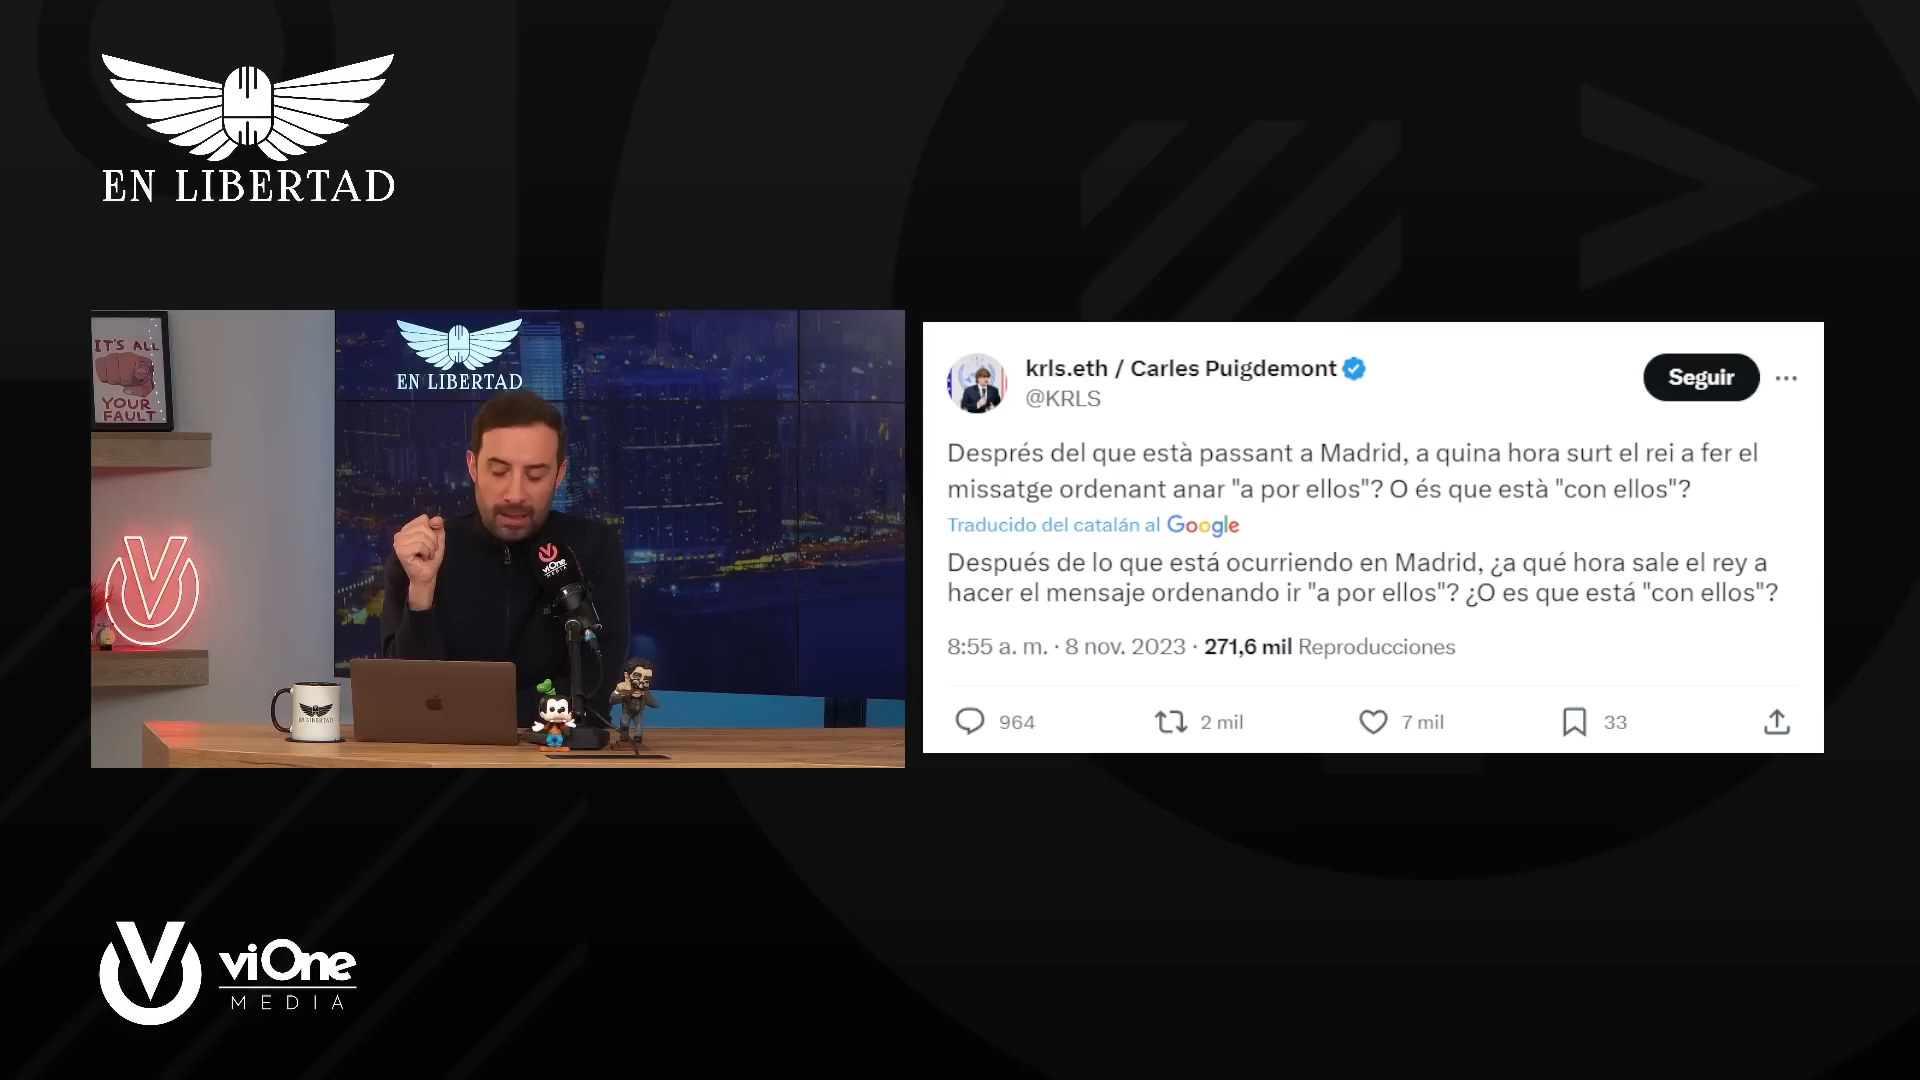 EN LIBERTAD
IT'S ALL
YOUR
FAULT
EN LIBERTAD
viOne
MEDIA
EN LIBERTAD
krls.eth / Carles Puigdemont
@KRLS
Seguir
Després del que està passant a Madrid, a quina hora surt el rei a fer el
missatge ordenant anar "a por ellos"? O és que està "con ellos"?
Traducido del catalán al Google
Después de lo que está ocurriendo en Madrid, ¿a qué hora sale el rey a
hacer el mensaje ordenando ir "a por ellos"? ¿O es que está "con ellos"?
8:55 a. m. · 8 nov. 2023 · 271,6 mil Reproducciones
964
2 mil
7 mil
33
viOne
MEDIA